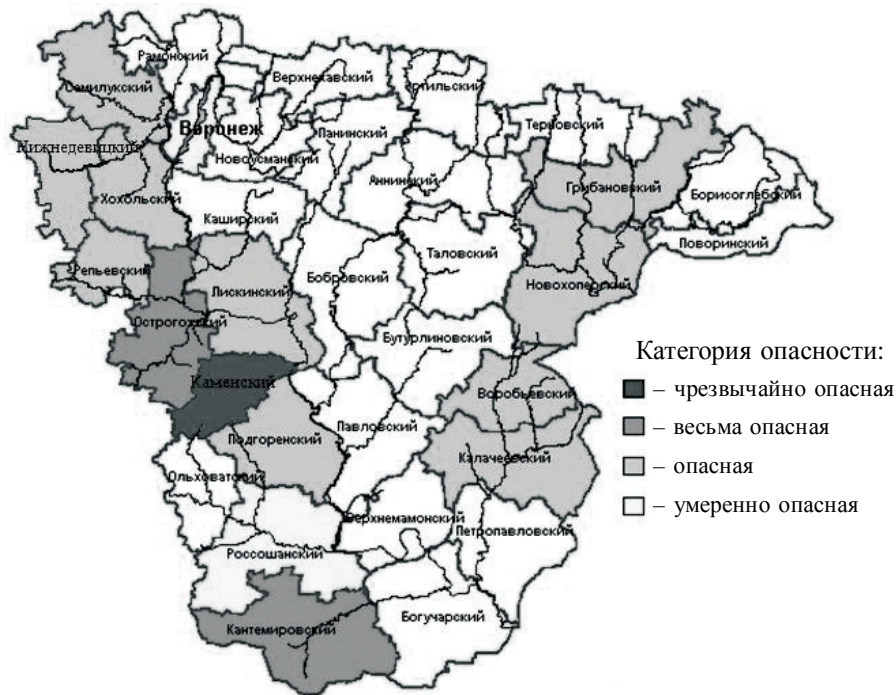 Рамонский
Верхнехавский
Эртильский
Семилукский
Воронеж
Терновский
Нижнедевицкий
Панинский
Новоусманский
Аннинский
Грибановский
Борисоглебский
Хохольский
Каширский
Таловский
Поворинский
Репьевский
Бобровский
Лискинский
Новохоперский
Острогожский
Бутурлиновский
Каменский
Воробьевский
Павловский
Подгоренский
Калачеевский
Ольховатский
Верхнемамонский
Петропавловский
Россошанский
Богучарский
Кантемировский
Категория опасности:
– чрезвычайно опасная
– весьма опасная
– опасная
– умеренно опасная